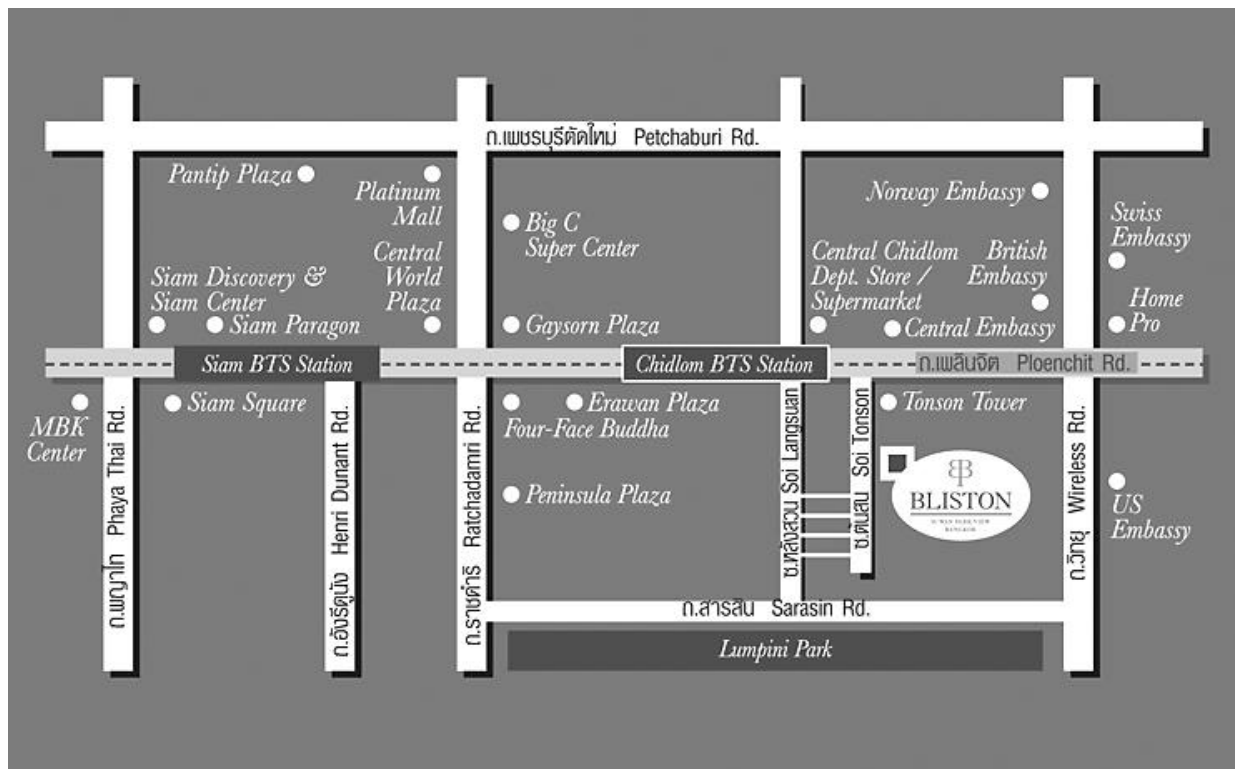 ถ.เพชรบุรีตัดใหม่ Petchaburi Rd.
Pantip Plaza
Platinum
Mall
Norway Embassy
Big C
Super Center
Swiss
Embassy
Central
World
Plaza
Siam Discovery &
Siam Center
Central Chidlom
Dept. Store /
Supermarket
British
Embassy
Home
Pro
Siam Paragon
Gaysorn Plaza
Central Embassy
Siam BTS Station
Chidlom BTS Station
ถ.เพลินจิต Ploenchit Rd.
MBK
Center
Siam Square
Four-Face Buddha
Erawan Plaza
Tonson Tower
Peninsula Plaza
US
Embassy
ถ.พญาไท Phaya Thai Rd.
ถ.อังรีดูนัง Henri Dunant Rd.
ถ.ราชดำริ Ratchadamri Rd.
ซ.หลังสวน Soi Langsuan
ซ.ต้นสน Soi Tonson
ถ.วิทยุ Wireless Rd.
BLISTON
SUWAN PARKVIEW
BANGKOK
ถ.สารสิน Sarasin Rd.
Lumpini Park